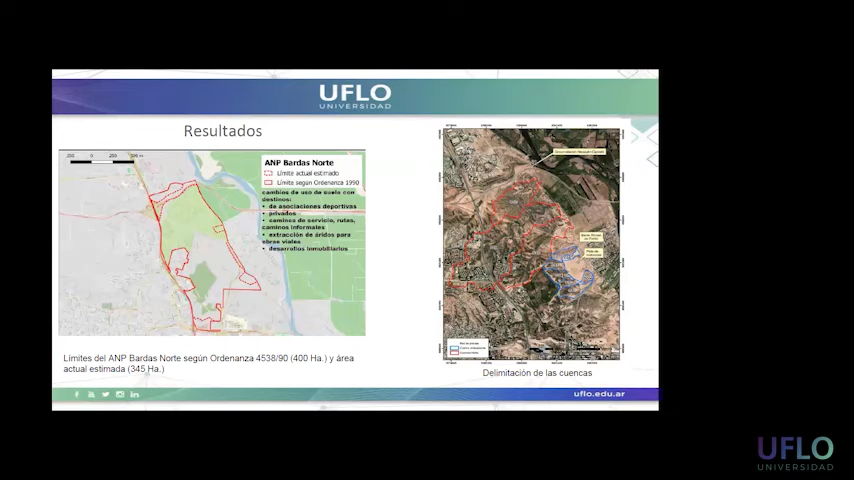 UFLO
UNIVERSIDAD
Resultados
ANP Bardas Norte
Límite actual estimado
Límite según Ordenanza 1990
cambios de uso de suelo con
destinos:
• de asociaciones deportivas
• privados
• caminos de servicio, rutas,
caminos informales
• extracción de áridos para
obras viales
• desarrollos inmobiliarios
Límites del ANP Bardas Norte según Ordenanza 4538/90 (400 Ha.) y área
actual estimada (345 Ha.)
Delimitación de las cuencas
uflo.edu.ar
UFLO
UNIVERSIDAD